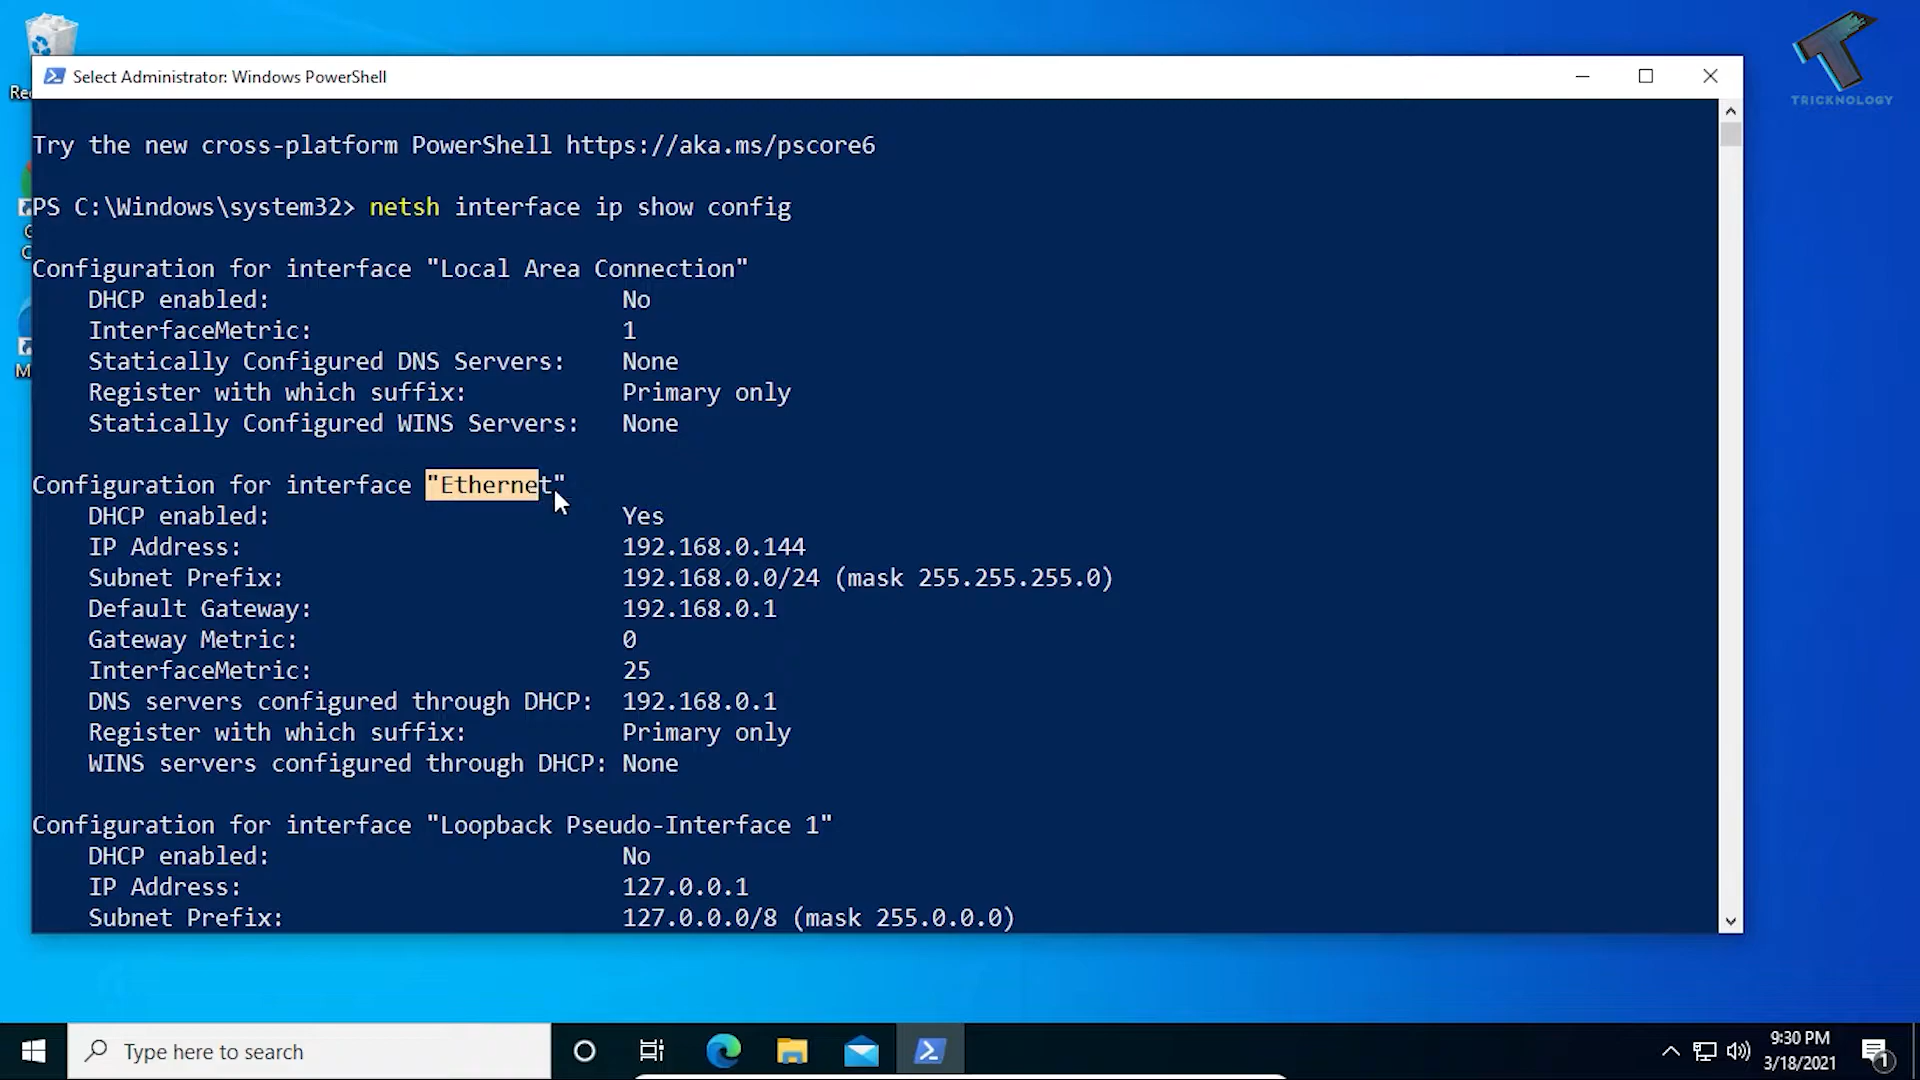 TRICKNOLOGY
Select Administrator: Windows PowerShell
Try the new cross-platform PowerShell https://aka.ms/pscore6
PS C:\Windows\system32> netsh interface ip show config
Configuration for interface "Local Area Connection"
DHCP enabled: No
InterfaceMetric: 1
Statically Configured DNS Servers: None
Register with which suffix: Primary only
Statically Configured WINS Servers: None
Configuration for interface "Ethernet"
DHCP enabled: Yes
IP Address: 192.168.0.144
Subnet Prefix: 192.168.0.0/24 (mask 255.255.255.0)
Default Gateway: 192.168.0.1
Gateway Metric: 0
InterfaceMetric: 25
DNS servers configured through DHCP: 192.168.0.1
Register with which suffix: Primary only
WINS servers configured through DHCP: None
Configuration for interface "Loopback Pseudo-Interface 1"
DHCP enabled: No
IP Address: 127.0.0.1
Subnet Prefix: 127.0.0.0/8 (mask 255.0.0.0)
Type here to search
9:30 PM
3/18/2021
1